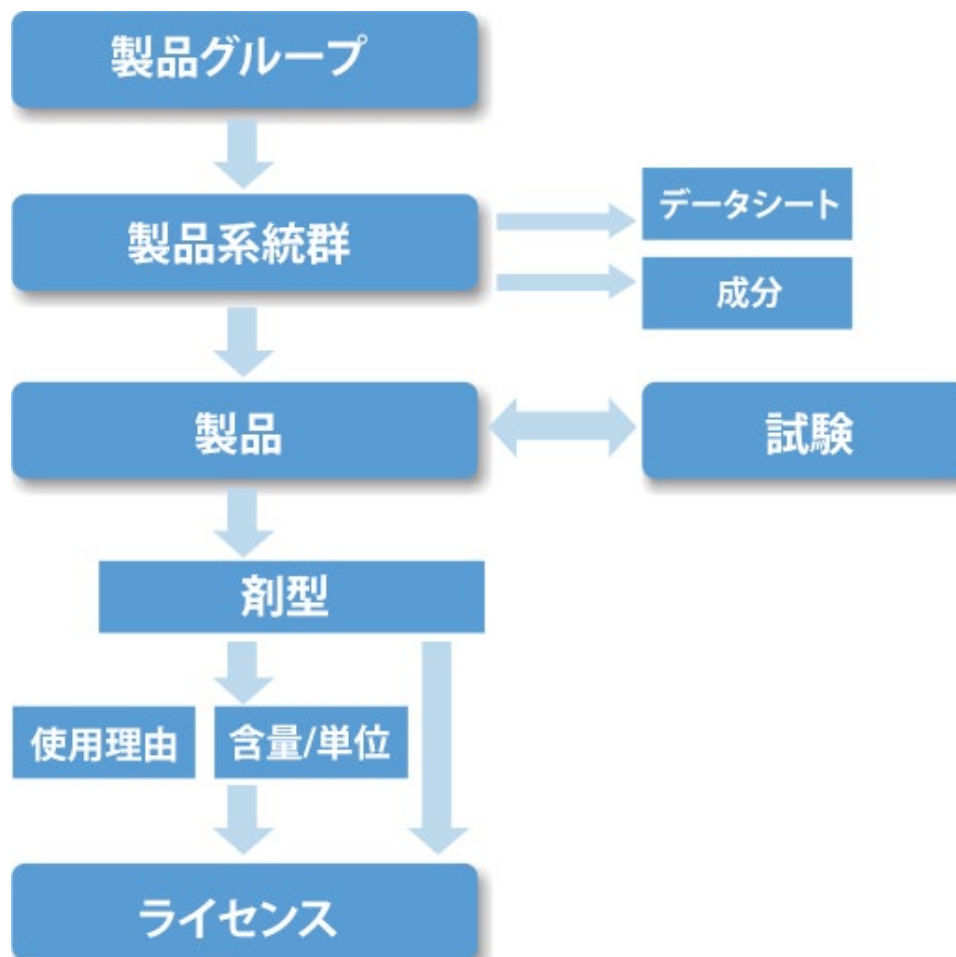 製品グループ
製品系統群
データシート
成分
製品
試験
剤型
使用理由
含量/単位
ライセンス